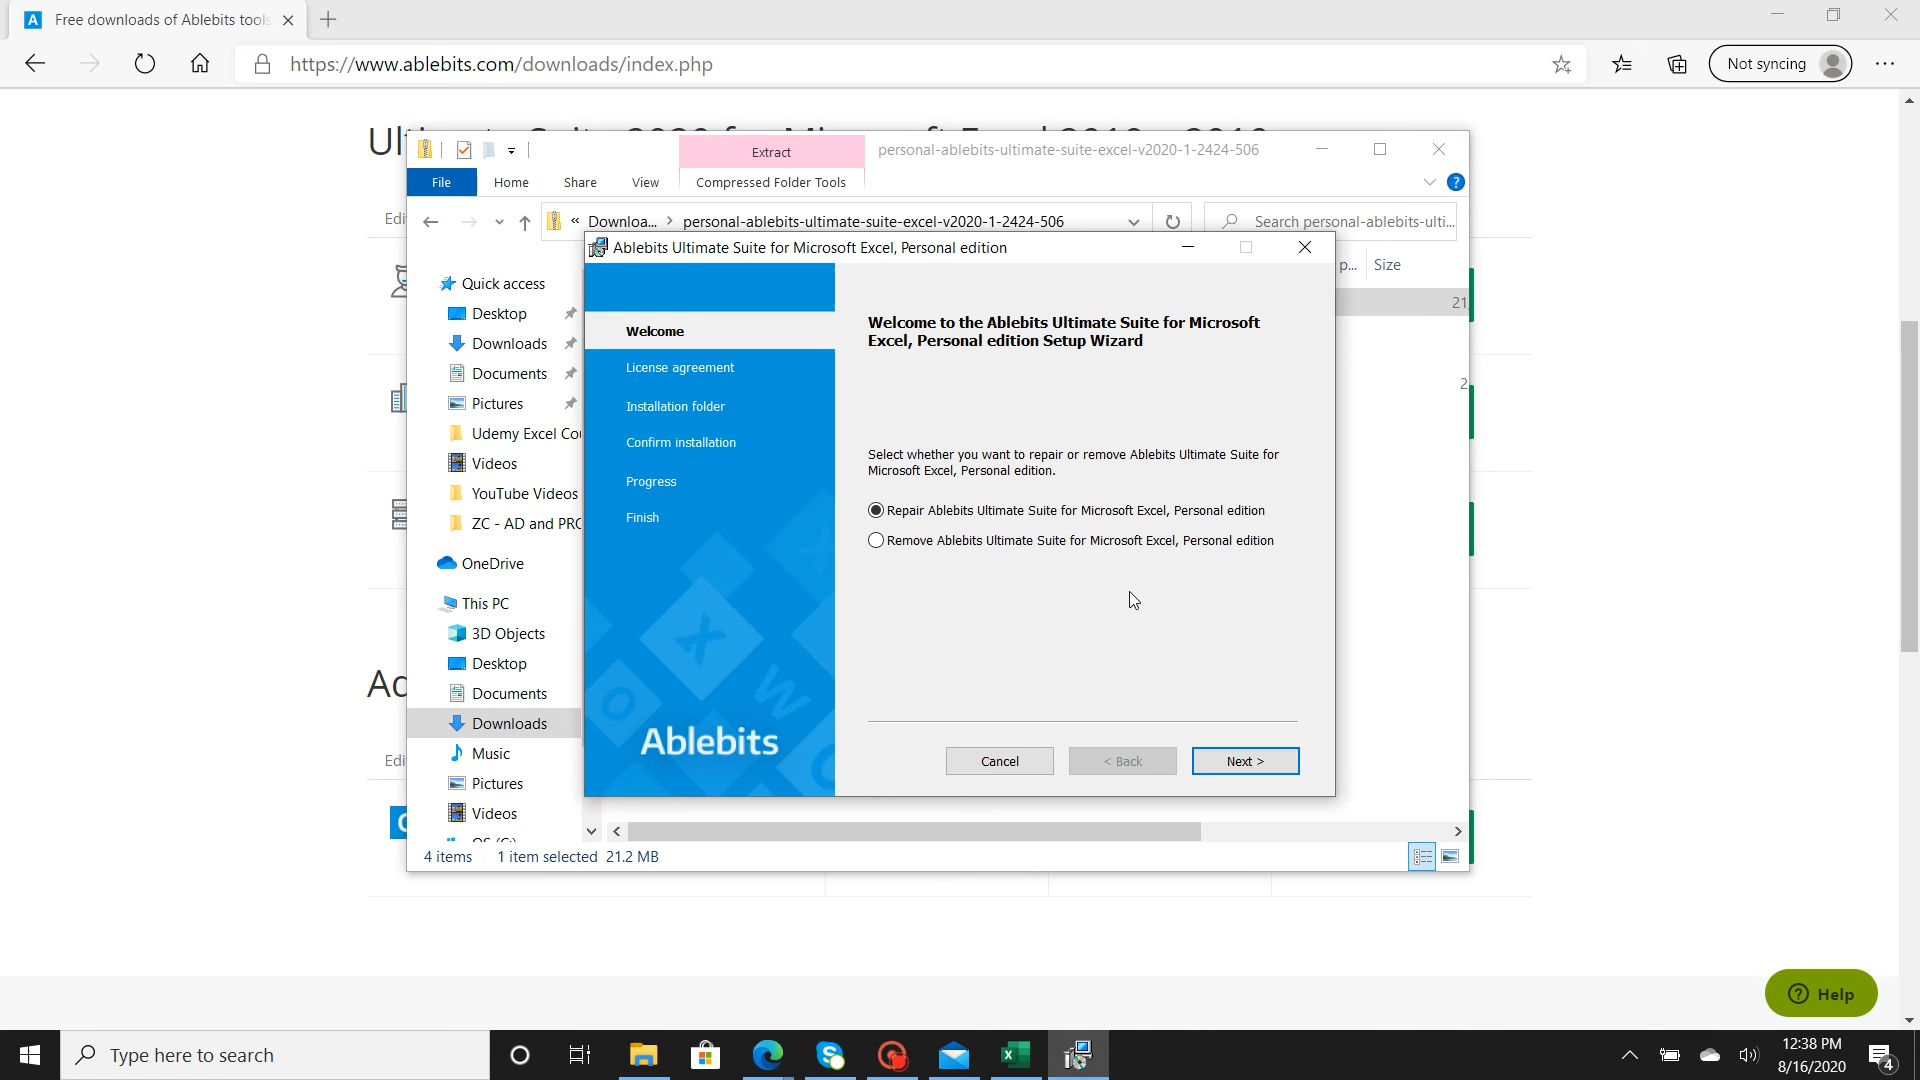 Free downloads of Ablebits tools
https://www.ablebits.com/downloads/index.php
Not syncing
Extract
personal-ablebits-ultimate-suite-excel-v2020-1-2424-506
File
Home
Share
View
Compressed Folder Tools
Downloa...
personal-ablebits-ultimate-suite-excel-v2020-1-2424-506
Search personal-ablebits-ulti...
Size
21
2
Quick access
Desktop
Downloads
Documents
Pictures
Udemy Excel Co
Videos
YouTube Videos
ZC - AD and PRC
OneDrive
This PC
3D Objects
Desktop
Documents
Downloads
Music
Pictures
Videos
4 items
1 item selected 21.2 MB
Ablebits Ultimate Suite for Microsoft Excel, Personal edition
Welcome
License agreement
Installation folder
Confirm installation
Progress
Finish
Ablebits
Welcome to the Ablebits Ultimate Suite for Microsoft
Excel, Personal edition Setup Wizard
Select whether you want to repair or remove Ablebits Ultimate Suite for
Microsoft Excel, Personal edition.
Repair Ablebits Ultimate Suite for Microsoft Excel, Personal edition
Remove Ablebits Ultimate Suite for Microsoft Excel, Personal edition
Cancel
< Back
Next >
Help
Type here to search
12:38 PM
8/16/2020
4